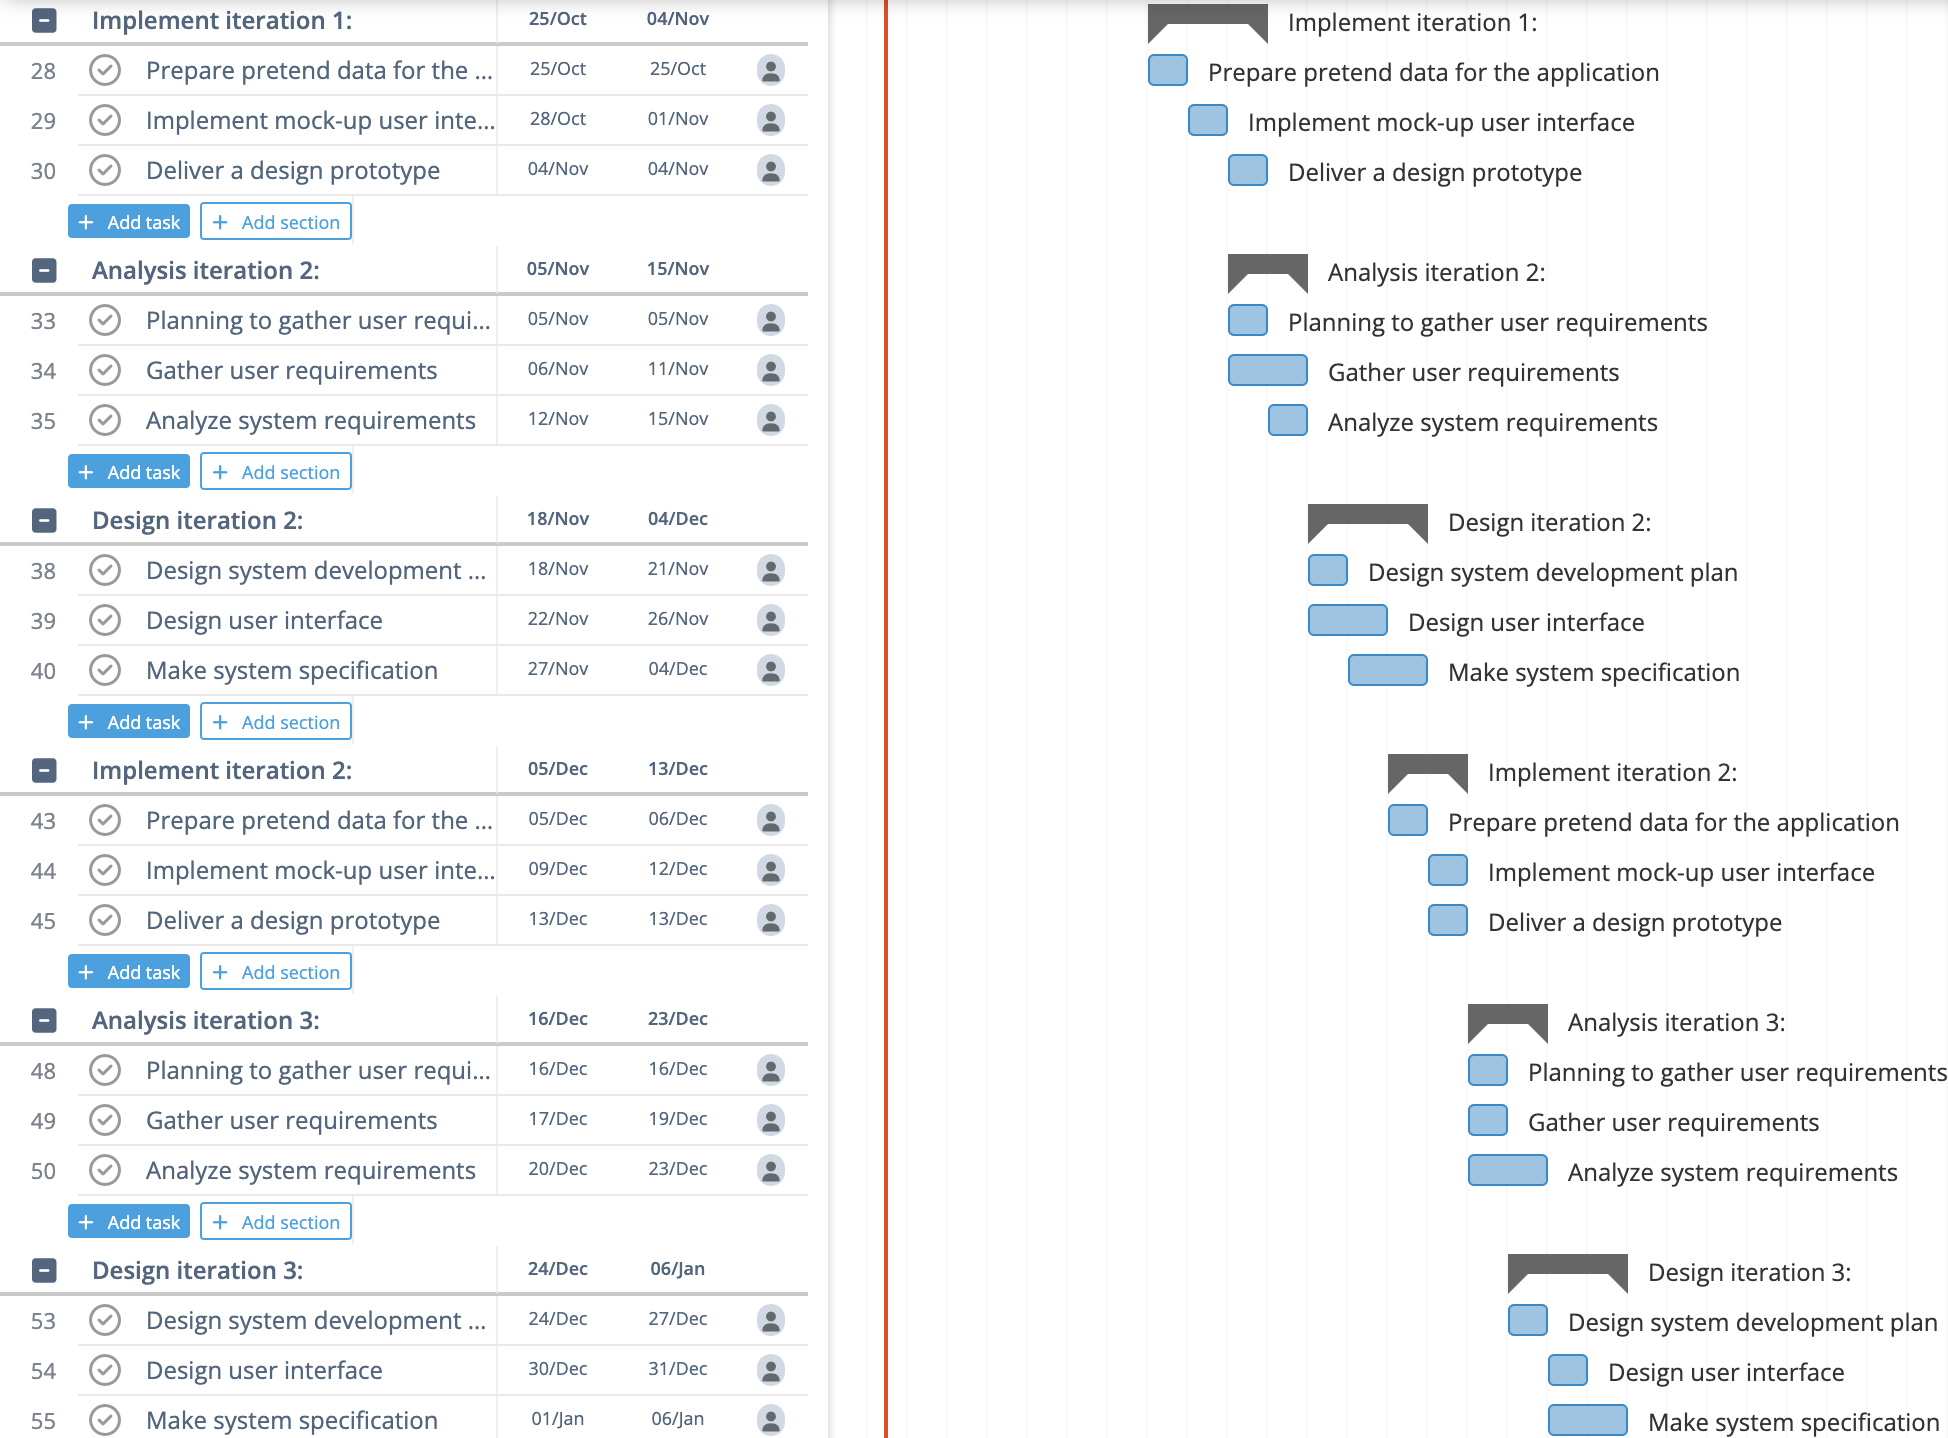 Implement iteration 1: 25/Oct 04/Nov Implement iteration 1:
28 Prepare pretend data for the ... 25/Oct 25/Oct Prepare pretend data for the application
29 Implement mock-up user inte... 28/Oct 01/Nov Implement mock-up user interface
30 Deliver a design prototype 04/Nov 04/Nov Deliver a design prototype
+ Add task + Add section
Analysis iteration 2: 05/Nov 15/Nov Analysis iteration 2:
33 Planning to gather user requi... 05/Nov 05/Nov Planning to gather user requirements
34 Gather user requirements 06/Nov 11/Nov Gather user requirements
35 Analyze system requirements 12/Nov 15/Nov Analyze system requirements
+ Add task + Add section
Design iteration 2: 18/Nov 04/Dec Design iteration 2:
38 Design system development ... 18/Nov 21/Nov Design system development plan
39 Design user interface 22/Nov 26/Nov Design user interface
40 Make system specification 27/Nov 04/Dec Make system specification
+ Add task + Add section
Implement iteration 2: 05/Dec 13/Dec Implement iteration 2:
43 Prepare pretend data for the ... 05/Dec 06/Dec Prepare pretend data for the application
44 Implement mock-up user inte... 09/Dec 12/Dec Implement mock-up user interface
45 Deliver a design prototype 13/Dec 13/Dec Deliver a design prototype
+ Add task + Add section
Analysis iteration 3: 16/Dec 23/Dec Analysis iteration 3:
48 Planning to gather user requi... 16/Dec 16/Dec Planning to gather user requirements
49 Gather user requirements 17/Dec 19/Dec Gather user requirements
50 Analyze system requirements 20/Dec 23/Dec Analyze system requirements
+ Add task + Add section
Design iteration 3: 24/Dec 06/Jan Design iteration 3:
53 Design system development ... 24/Dec 27/Dec Design system development plan
54 Design user interface 30/Dec 31/Dec Design user interface
55 Make system specification 01/Jan 06/Jan Make system specification